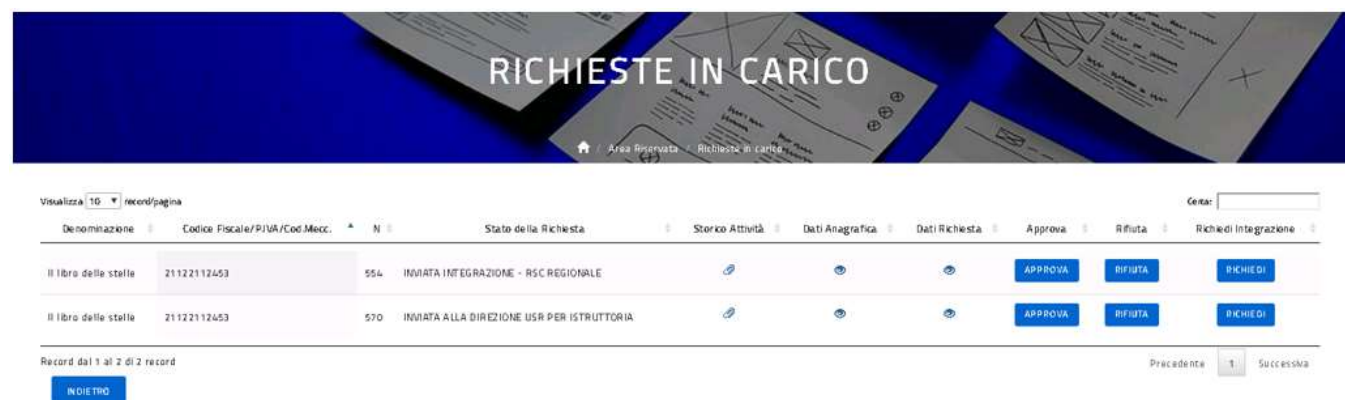 RICHIESTE IN CARICO
/ Area Riservata / Richieste in carico
Visualizza 10 record/pagina
Cerca:
Denominazione Codice Fiscale/P.IVA/Cod.Mecc. N Stato della Richiesta Storico Attività Dati Anagrafica Dati Richiesta Approva Rifiuta Richiedi Integrazione
Il libro delle stelle 21122112453 554 INVIATA INTEGRAZIONE - RSC REGIONALE APPROVA RIFIUTA RICHIEDI
Il libro delle stelle 21122112453 570 INVIATA ALLA DIREZIONE USR PER ISTRUTTORIA APPROVA RIFIUTA RICHIEDI
Record dal 1 al 2 di 2 record
Precedente 1 Successiva
INDIETRO